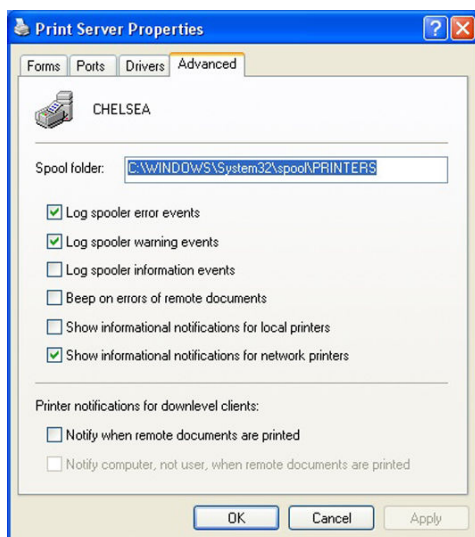 Print Server Properties
Forms Ports Drivers Advanced
CHELSEA
Spool folder: C:\WINDOWS\System32\spool\PRINTERS
Log spooler error events
Log spooler warning events
Log spooler information events
Beep on errors of remote documents
Show informational notifications for local printers
Show informational notifications for network printers
Printer notifications for downlevel clients:
Notify when remote documents are printed
Notify computer, not user, when remote documents are printed
OK Cancel Apply